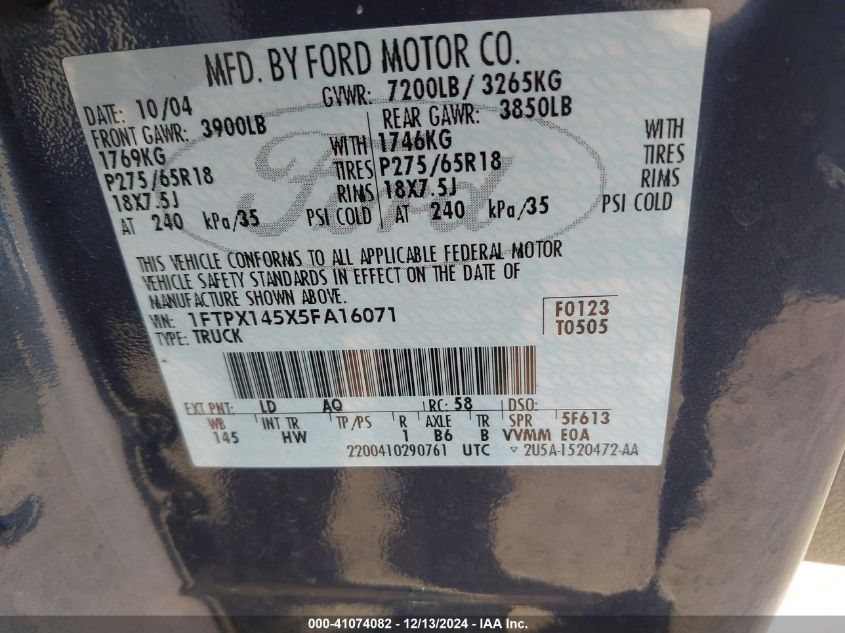 MFD. BY FORD MOTOR CO.
DATE: 10/04 GVWR: 7200LB/ 3265KG
FRONT GAWR: 3900LB REAR GAWR: 3850LB
1769KG WITH 1746KG WITH
P275/65R18 TIRES P275/65R18 TIRES
18X7.5J RIMS 18X7.5J RIMS
AT 240 kPa/35 PSI COLD AT 240 kPa/35 PSI COLD
Ford
THIS VEHICLE CONFORMS TO ALL APPLICABLE FEDERAL MOTOR
VEHICLE SAFETY STANDARDS IN EFFECT ON THE DATE OF
MANUFACTURE SHOWN ABOVE.
VIN: 1FTPX145X5FA16071 F0123
TYPE: TRUCK T0505
EXT PNT: LD AQ RC: 58 DSO:
WB INT TR TP/PS R AXLE TR SPR 5F613
145 HW 1 B6 B VVMM EOA
2200410290761 UTC 2U5A-1520472-AA
000-41074082 - 12/13/2024 - IAA Inc.